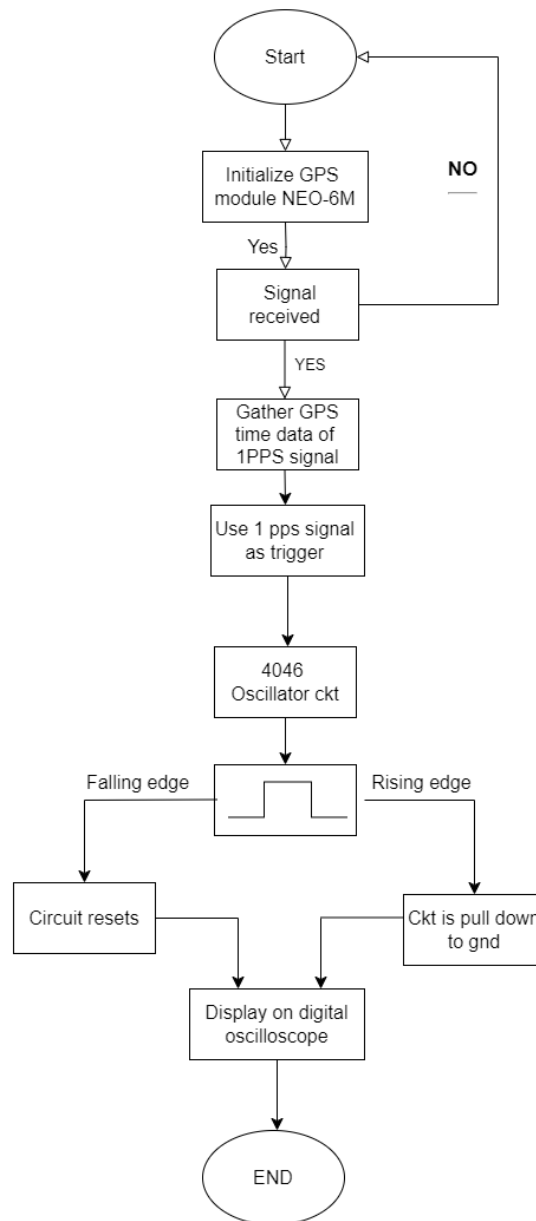 Start
NO
Initialize GPS
module NEO-6M
Yes
Signal
received
YES
Gather GPS
time data of
1PPS signal
Use 1 pps signal
as trigger
4046
Oscillator ckt
Falling edge
Rising edge
Circuit resets
Ckt is pull down
to gnd
Display on digital
oscilloscope
END